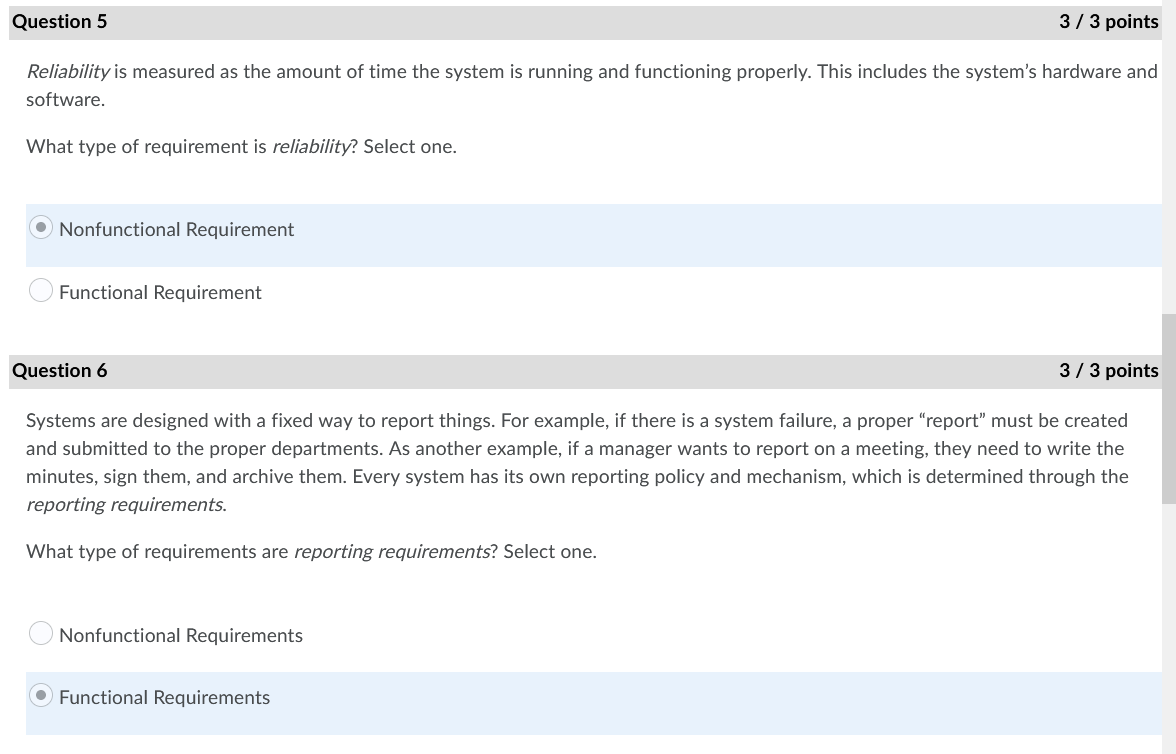 Question 5 3 / 3 points
Reliability is measured as the amount of time the system is running and functioning properly. This includes the system’s hardware and
software.
What type of requirement is reliability? Select one.
Nonfunctional Requirement
Functional Requirement
Question 6 3 / 3 points
Systems are designed with a fixed way to report things. For example, if there is a system failure, a proper “report” must be created
and submitted to the proper departments. As another example, if a manager wants to report on a meeting, they need to write the
minutes, sign them, and archive them. Every system has its own reporting policy and mechanism, which is determined through the
reporting requirements.
What type of requirements are reporting requirements? Select one.
Nonfunctional Requirements
Functional Requirements